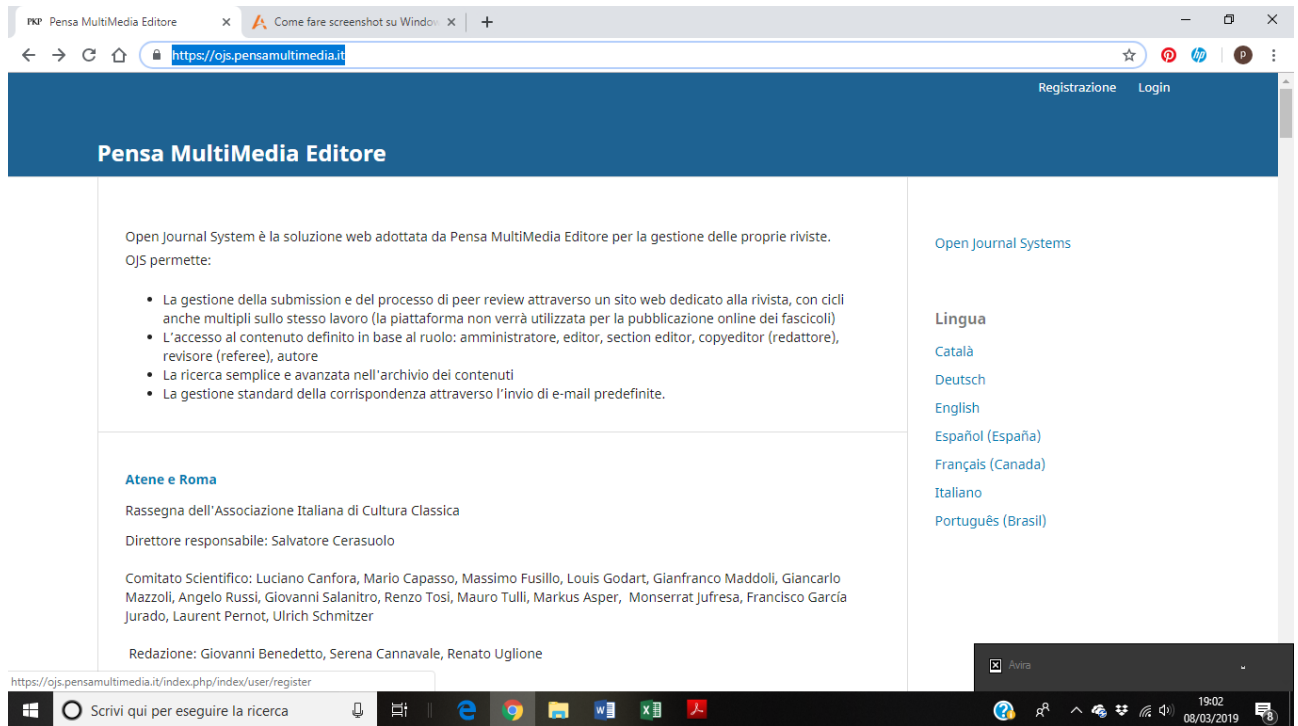 PKP Pensa MultiMedia Editore
Come fare screenshot su Window
https://ojs.pensamultimedia.it
hp
P
Registrazione Login
Pensa MultiMedia Editore
Open Journal System è la soluzione web adottata da Pensa MultiMedia Editore per la gestione delle proprie riviste.
OJS permette:
• La gestione della submission e del processo di peer review attraverso un sito web dedicato alla rivista, con cicli
anche multipli sullo stesso lavoro (la piattaforma non verrà utilizzata per la pubblicazione online dei fascicoli)
• L'accesso al contenuto definito in base al ruolo: amministratore, editor, section editor, copyeditor (redattore),
revisore (referee), autore
• La ricerca semplice e avanzata nell'archivio dei contenuti
• La gestione standard della corrispondenza attraverso l'invio di e-mail predefinite.
Atene e Roma
Rassegna dell'Associazione Italiana di Cultura Classica
Direttore responsabile: Salvatore Cerasuolo
Comitato Scientifico: Luciano Canfora, Mario Capasso, Massimo Fusillo, Louis Godart, Gianfranco Maddoli, Giancarlo
Mazzoli, Angelo Russi, Giovanni Salanitro, Renzo Tosi, Mauro Tulli, Markus Asper, Monserrat Jufresa, Francisco García
Jurado, Laurent Pernot, Ulrich Schmitzer
Redazione: Giovanni Benedetto, Serena Cannavale, Renato Uglione
Open Journal Systems
Lingua
Català
Deutsch
English
Español (España)
Français (Canada)
Italiano
Português (Brasil)
Avira
https://ojs.pensamultimedia.it/index.php/index/user/register
Scrivi qui per eseguire la ricerca
19:02
08/03/2019
8